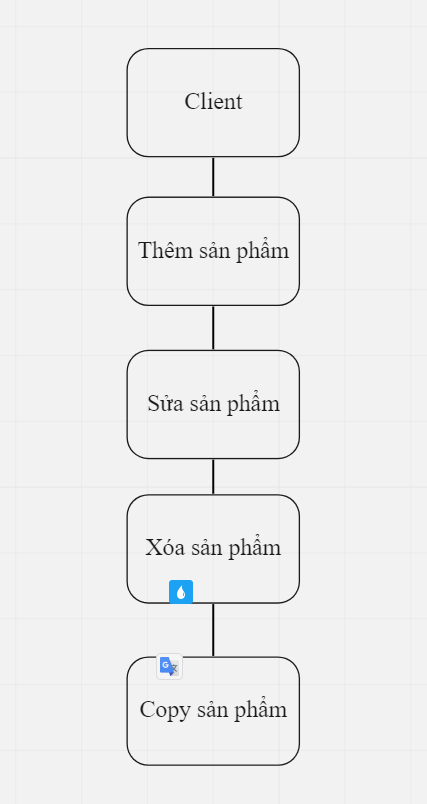 Client
Thêm sản phẩm
Sửa sản phẩm
Xóa sản phẩm
Copy sản phẩm